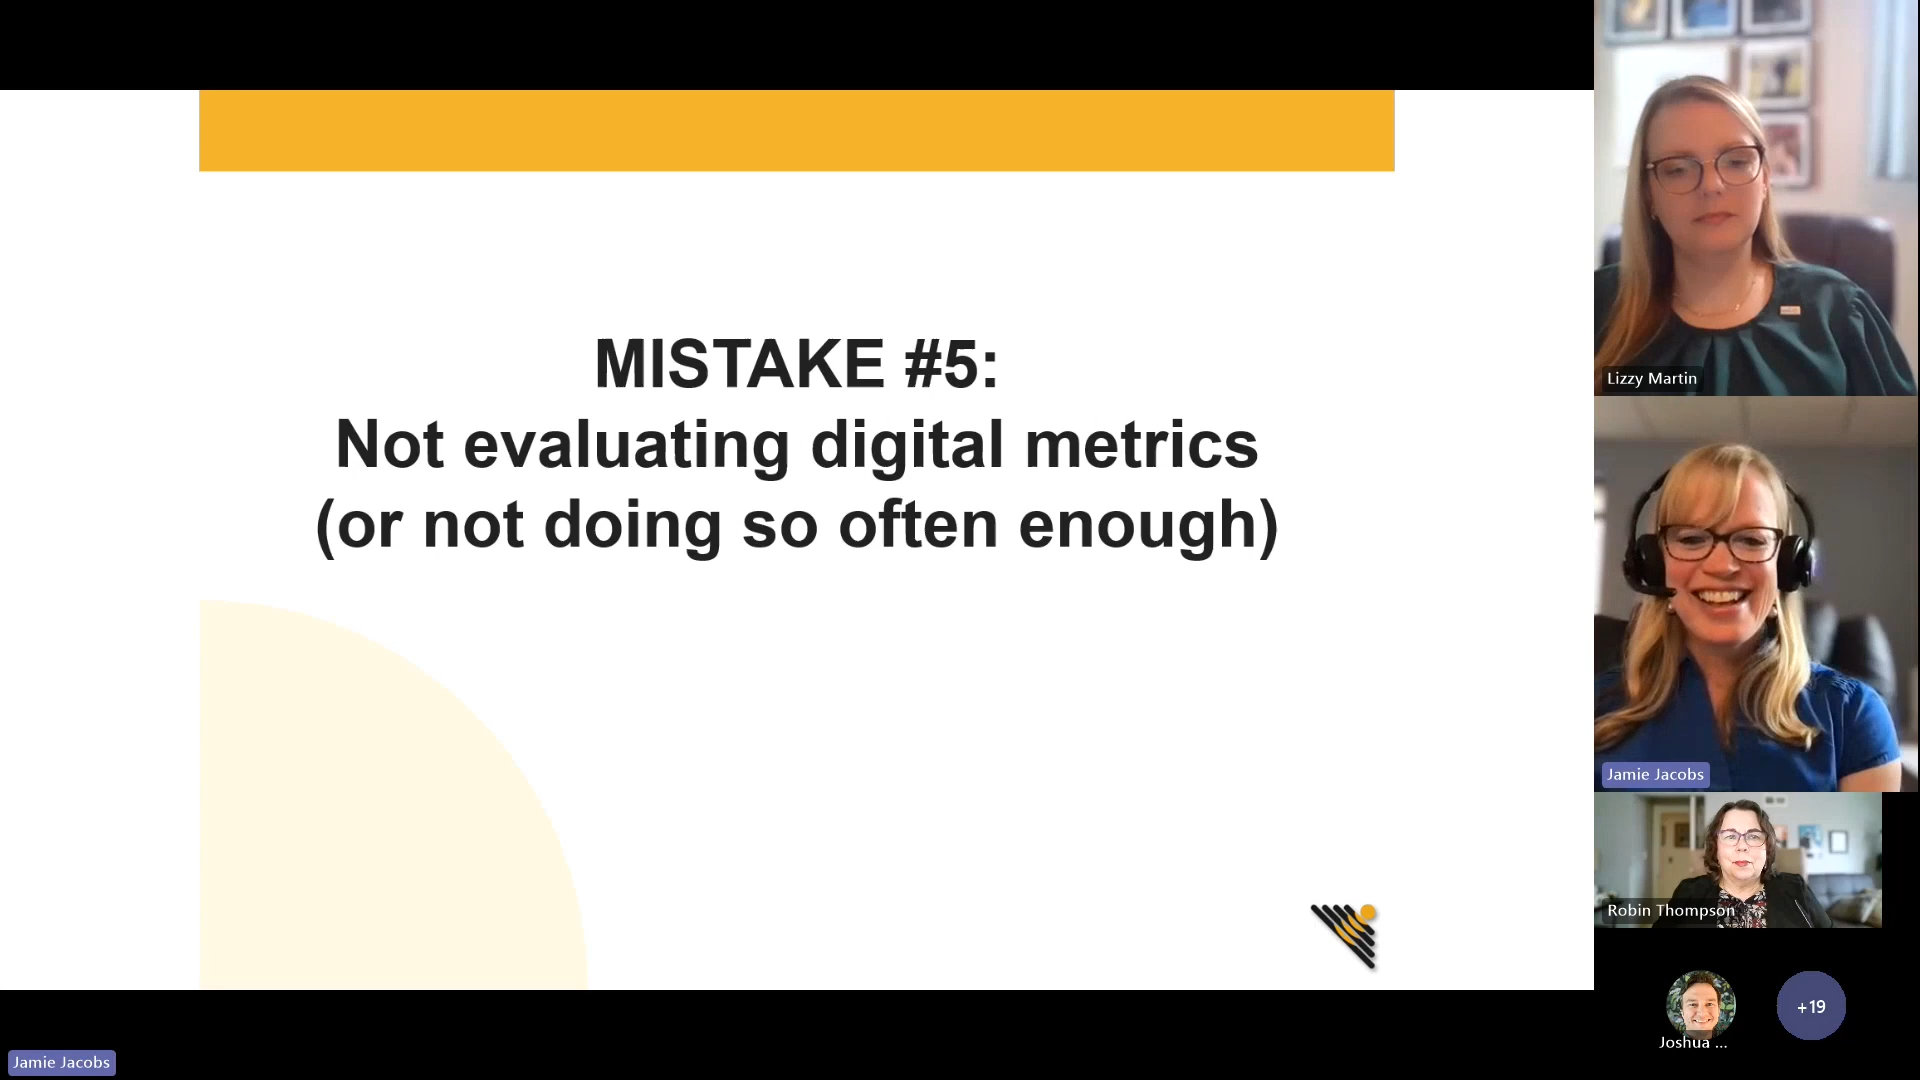 MISTAKE #5:
Not evaluating digital metrics
(or not doing so often enough)
Lizzy Martin
Jamie Jacobs
Robin Thompson
Joshua ...
+19
Jamie Jacobs